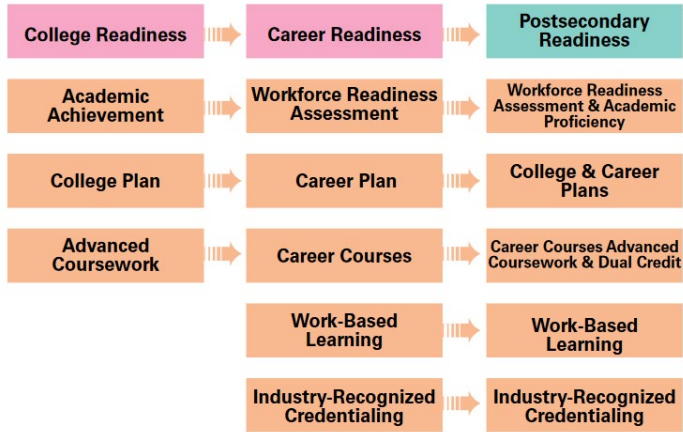 College Readiness
Career Readiness
Postsecondary
Readiness
Academic
Achievement
Workforce Readiness
Assessment
Workforce Readiness
Assessment & Academic
Proficiency
College Plan
Career Plan
College & Career
Plans
Advanced
Coursework
Career Courses
Career Courses Advanced
Coursework & Dual Credit
Work-Based
Learning
Work-Based
Learning
Industry-Recognized
Credentialing
Industry-Recognized
Credentialing